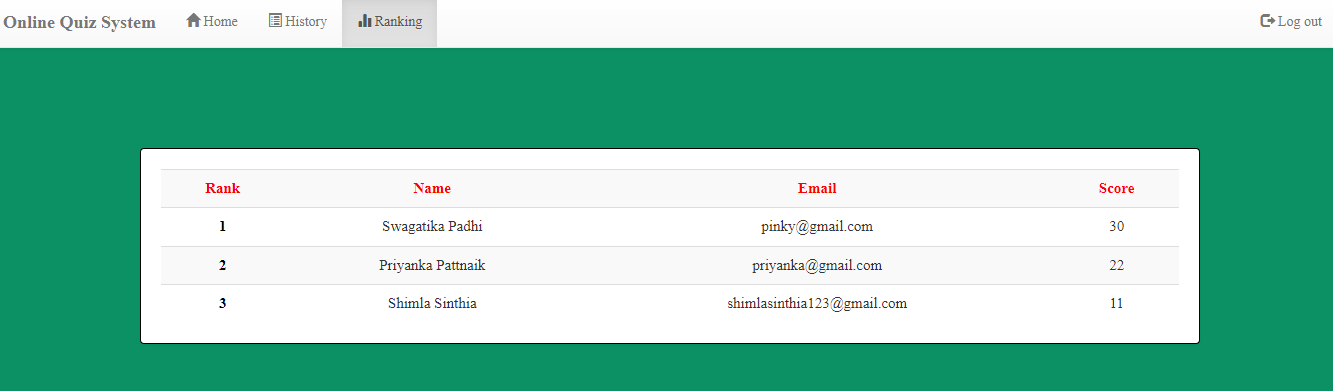 Online Quiz System Home History Ranking Log out
Rank Name Email Score
1 Swagatika Padhi pinky@gmail.com 30
2 Priyanka Pattnaik priyanka@gmail.com 22
3 Shimla Sinthia shimlasinthia123@gmail.com 11